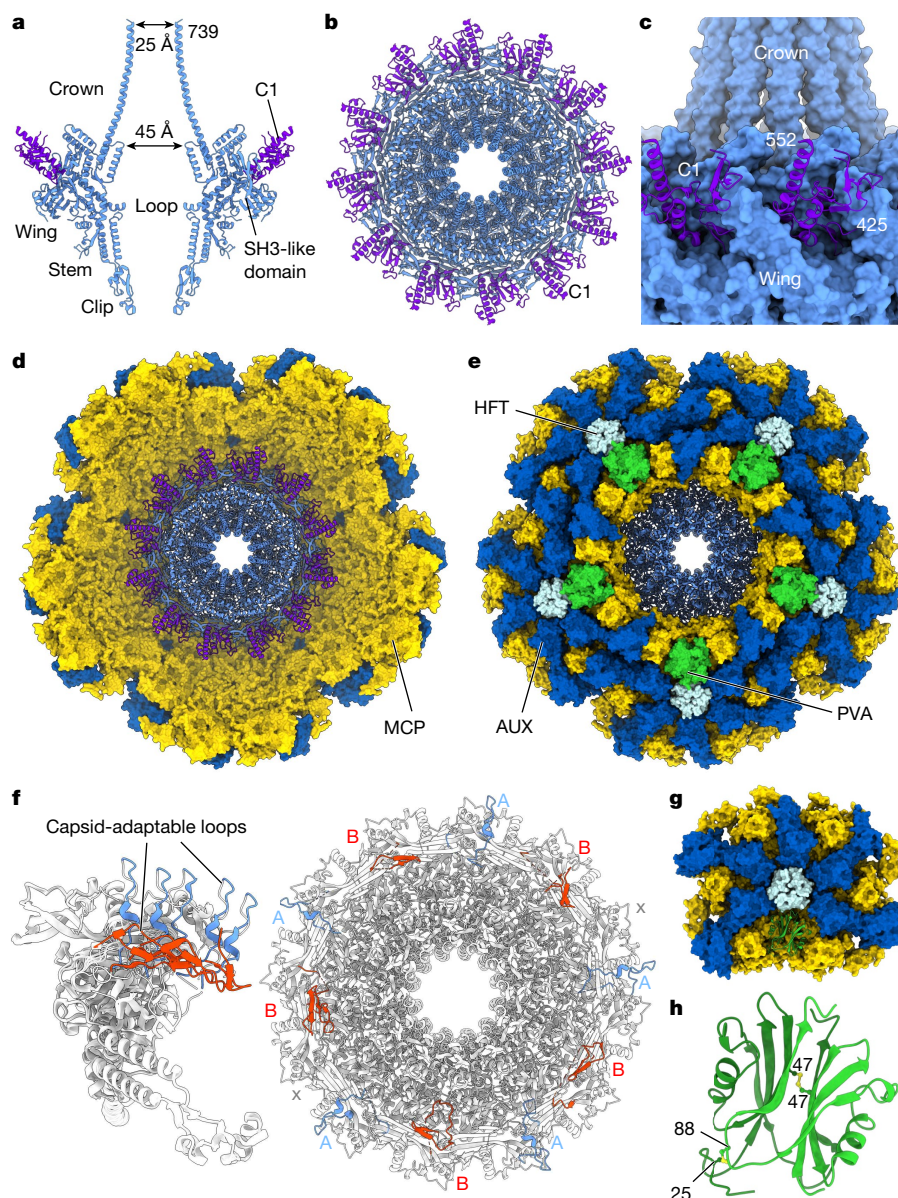 a
25 Å
739
Crown
C1
45 Å
Loop
Wing
SH3-like
domain
Stem
Clip
b
C1
c
Crown
552
C1
425
Wing
d
MCP
e
HFT
AUX
PVA
f
Capsid-adaptable loops
A
B
B
x
A
A
B
B
x
A
A
B
g
h
47
47
88
25